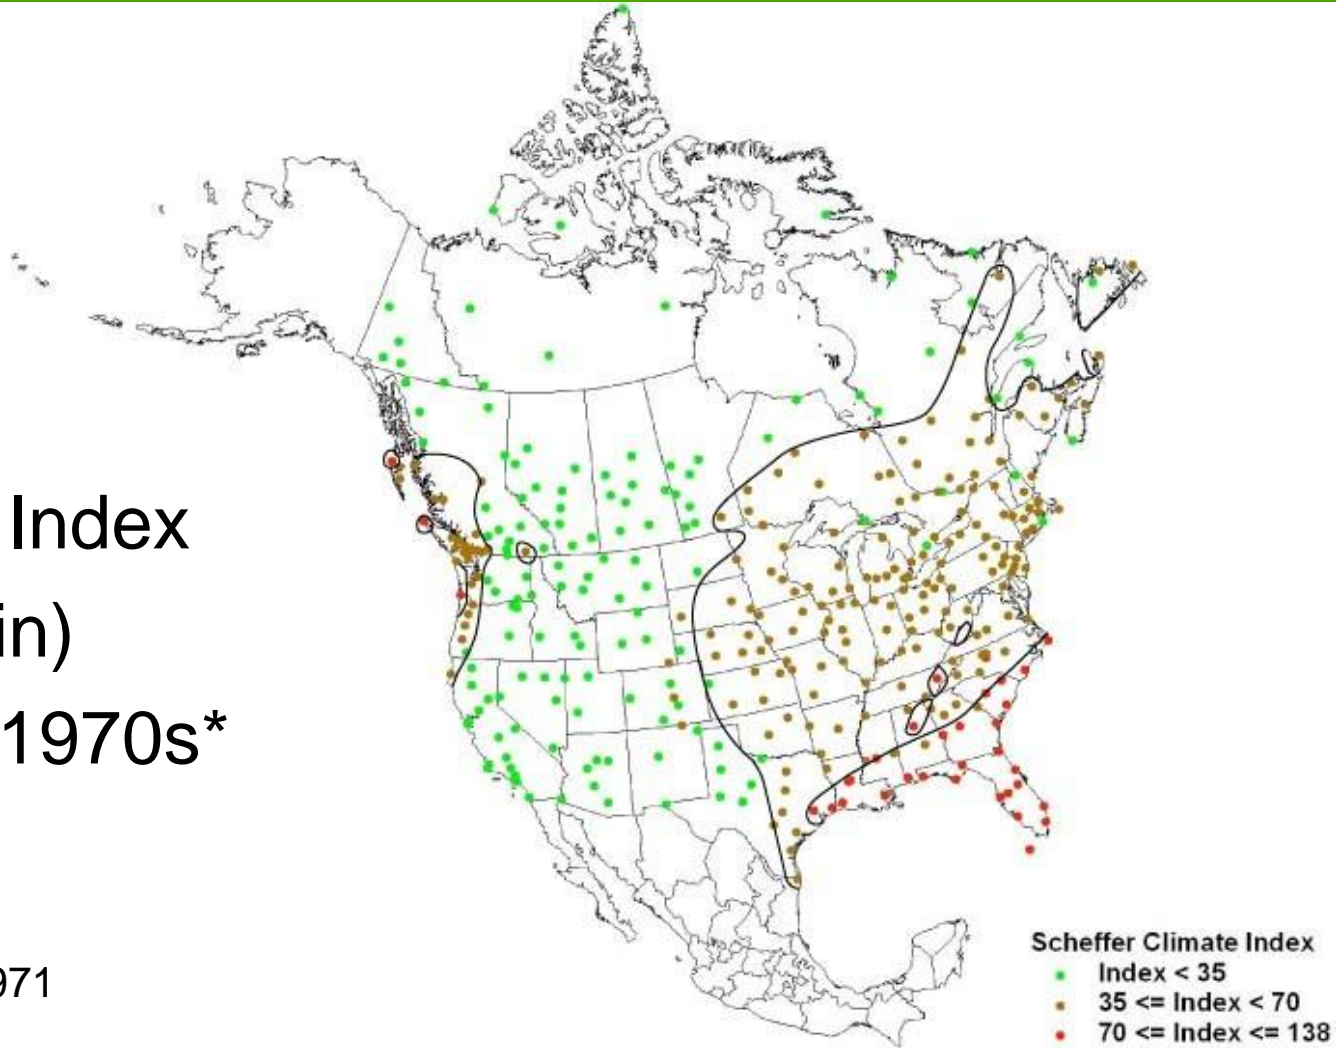 Index
in)
1970s*
971
Scheffer Climate Index
Index < 35
35 <= Index < 70
70 <= Index <= 138